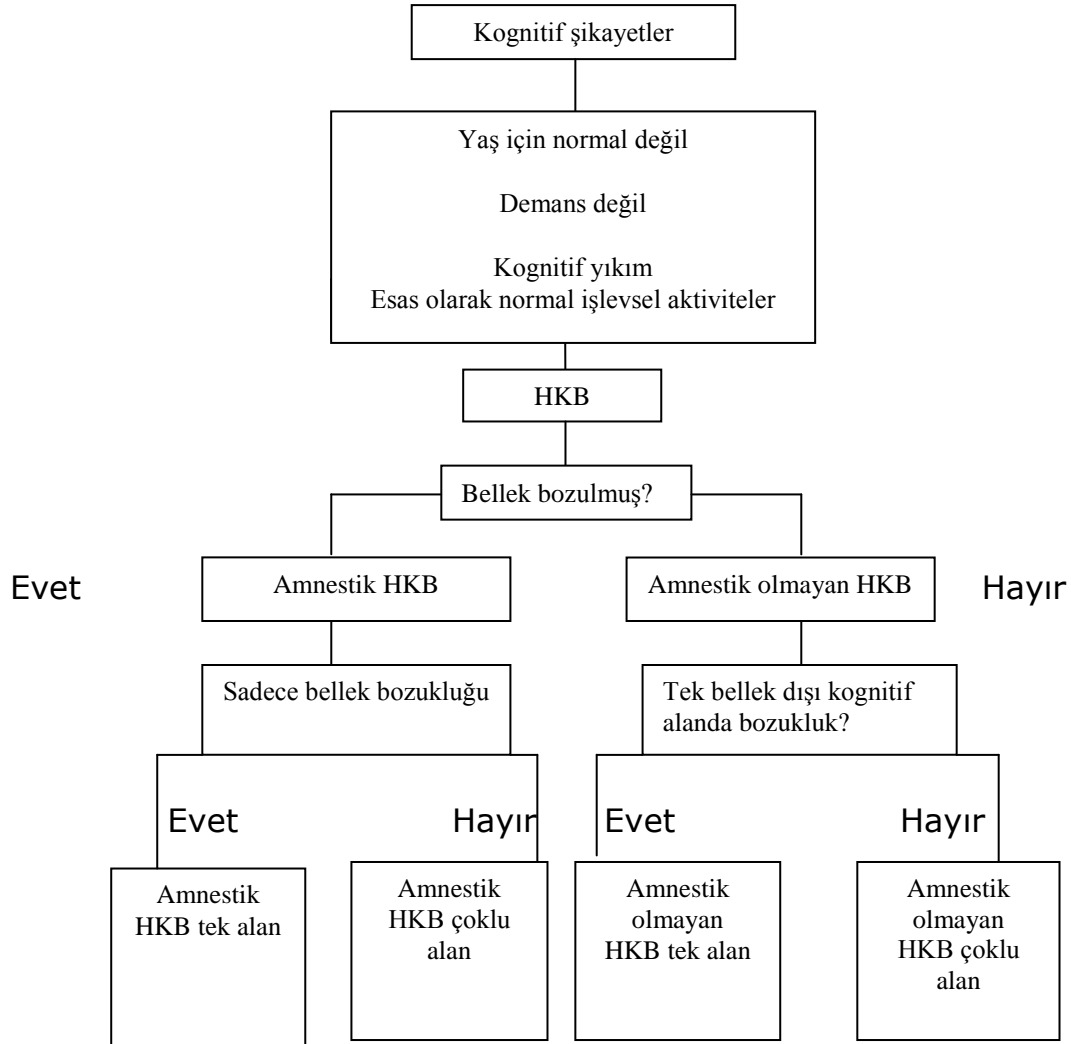 Kognitif şikayetler
Yaş için normal değil
Demans değil
Kognitif yıkım
Esas olarak normal işlevsel aktiviteler
HKB
Bellek bozulmuş?
Evet
Amnestik HKB
Amnestik olmayan HKB
Hayır
Sadece bellek bozukluğu
Tek bellek dışı kognitif
alanda bozukluk?
Evet
Hayır
Evet
Hayır
Amnestik
HKB tek alan
Amnestik
HKB çoklu
alan
Amnestik
olmayan
HKB tek alan
Amnestik
olmayan
HKB çoklu
alan